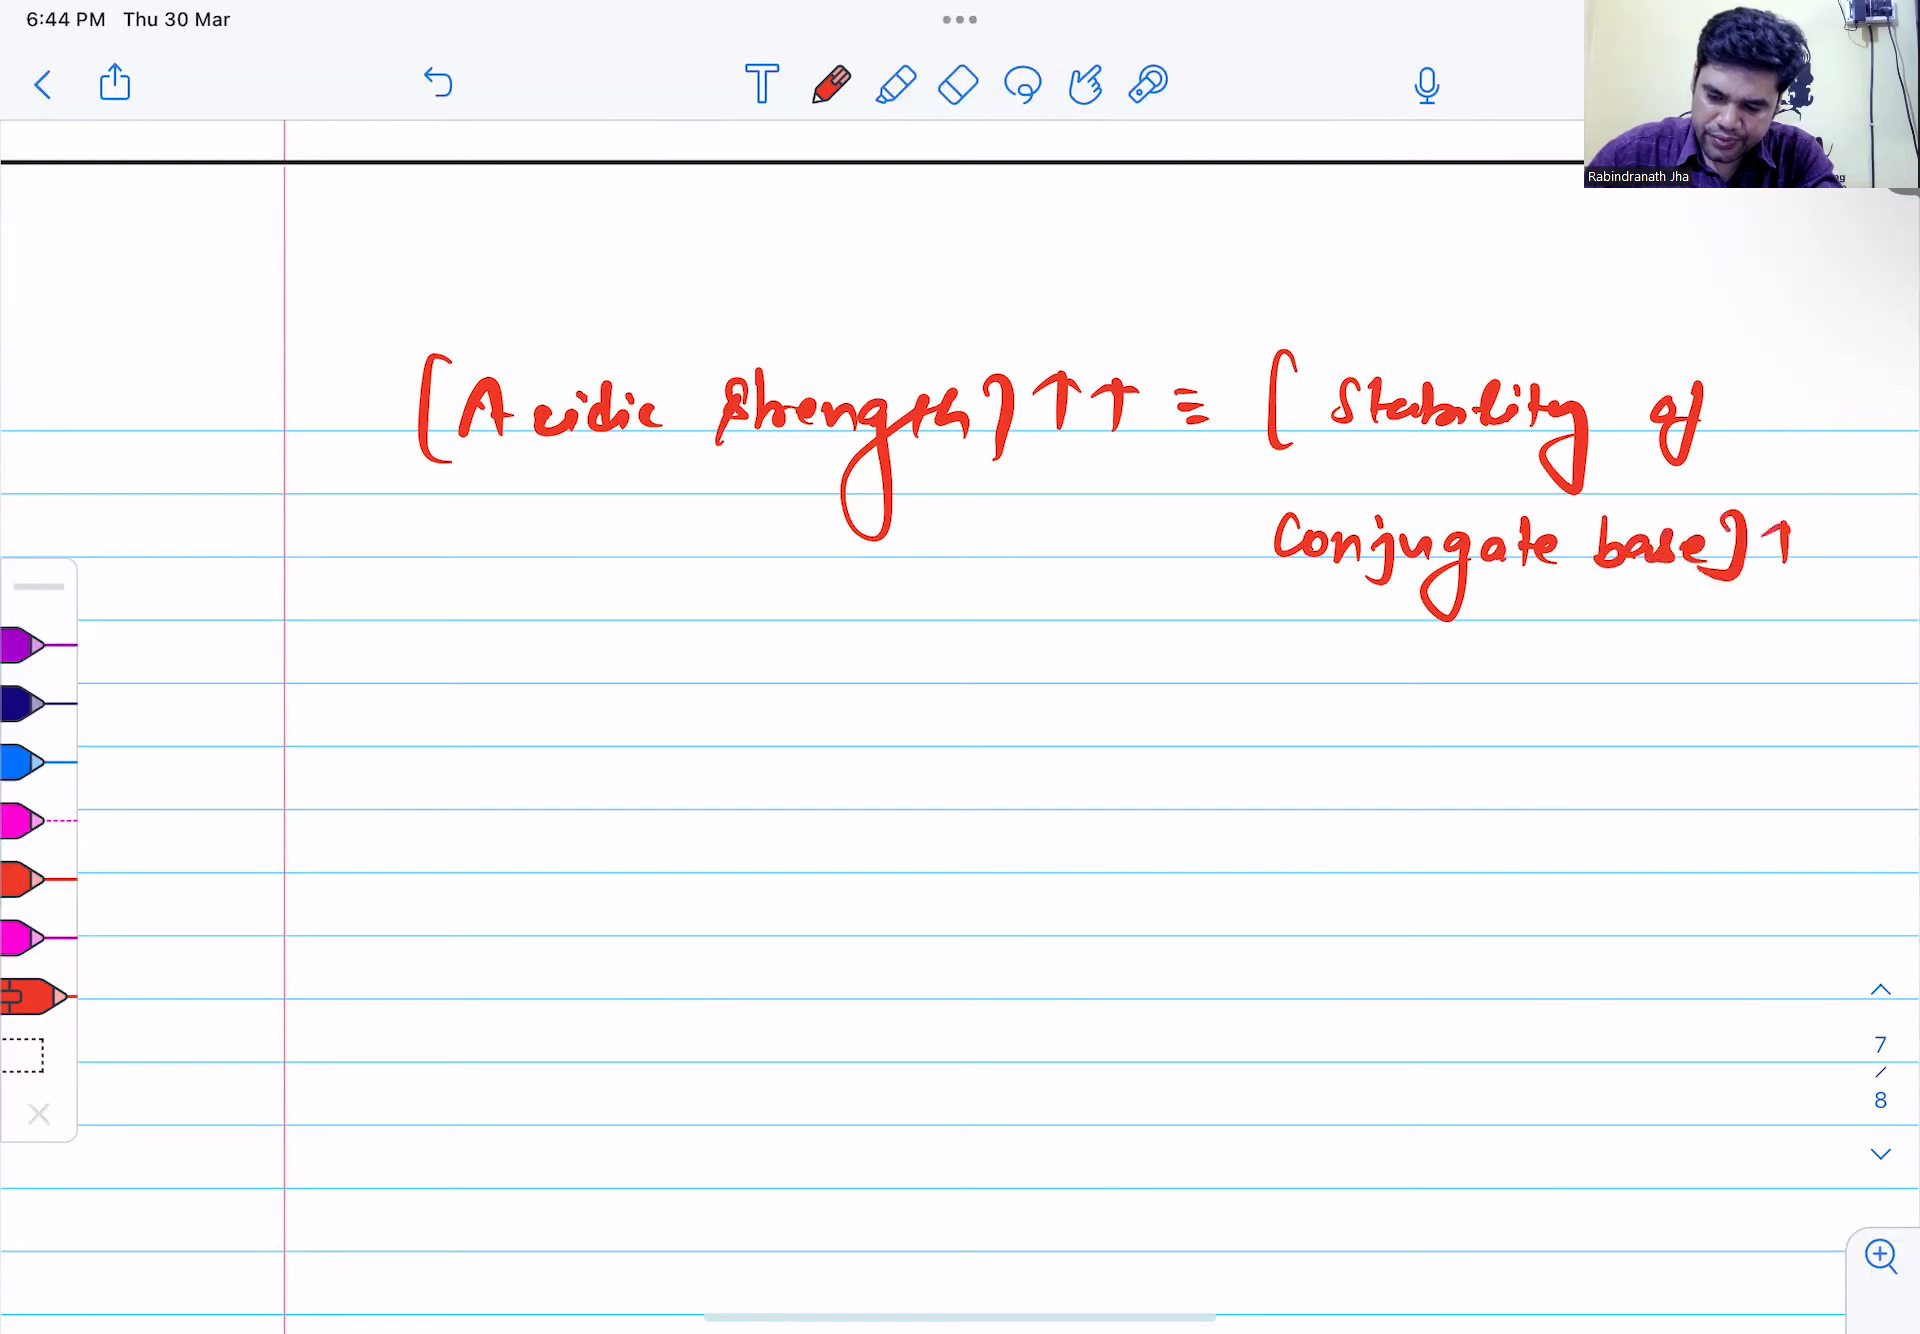 6:44 PM Thu 30 Mar
Rabindranath Jha
[Acidic Strength] ↑↑ ≡ [Stability of
Conjugate base] ↑
7
/
8